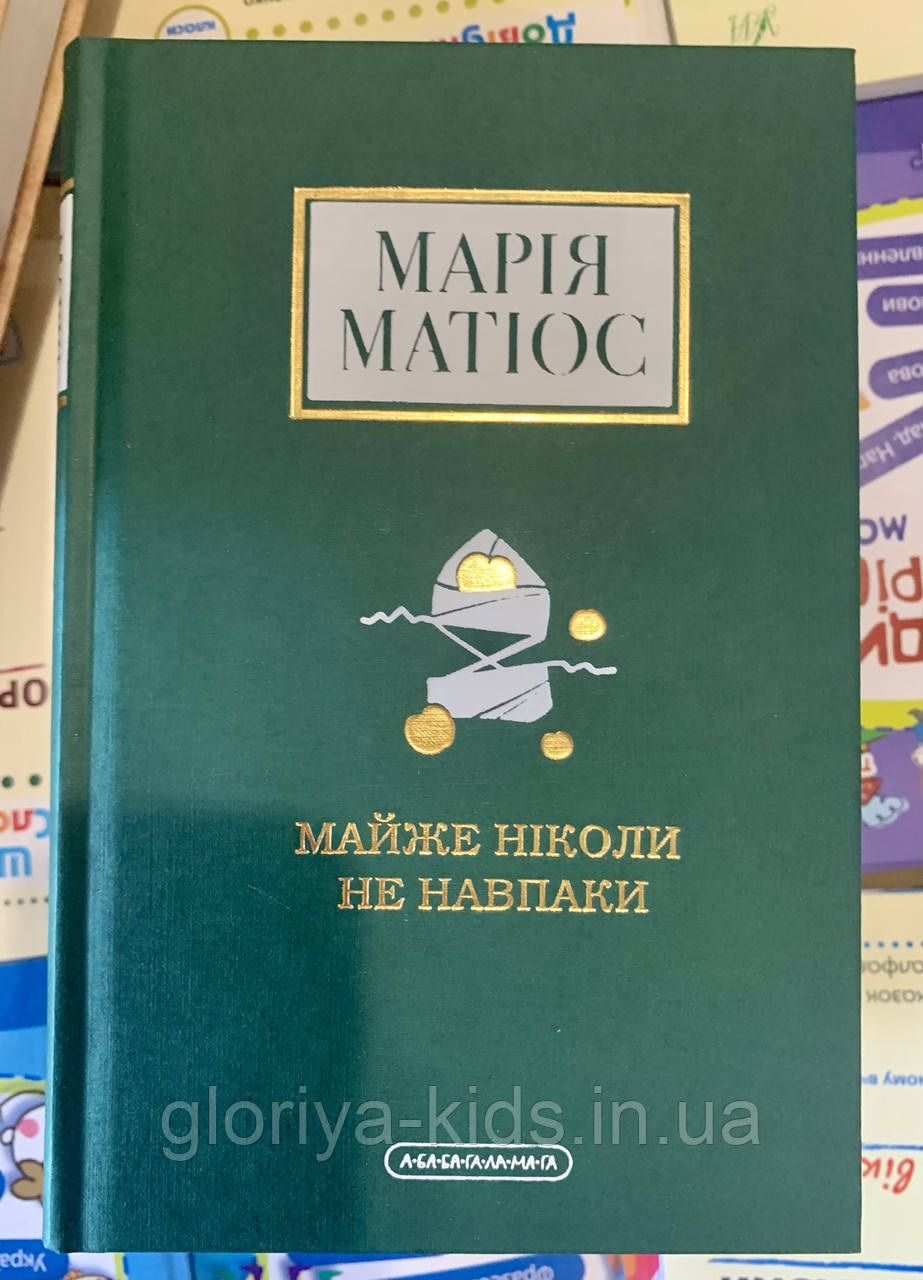 МАРІЯ
МАТІОС
МАЙЖЕ НІКОЛИ
НЕ НАВПАКИ
gloriya-kids.in.ua
А·БА·БА·ГА·ЛА·МА·ГА